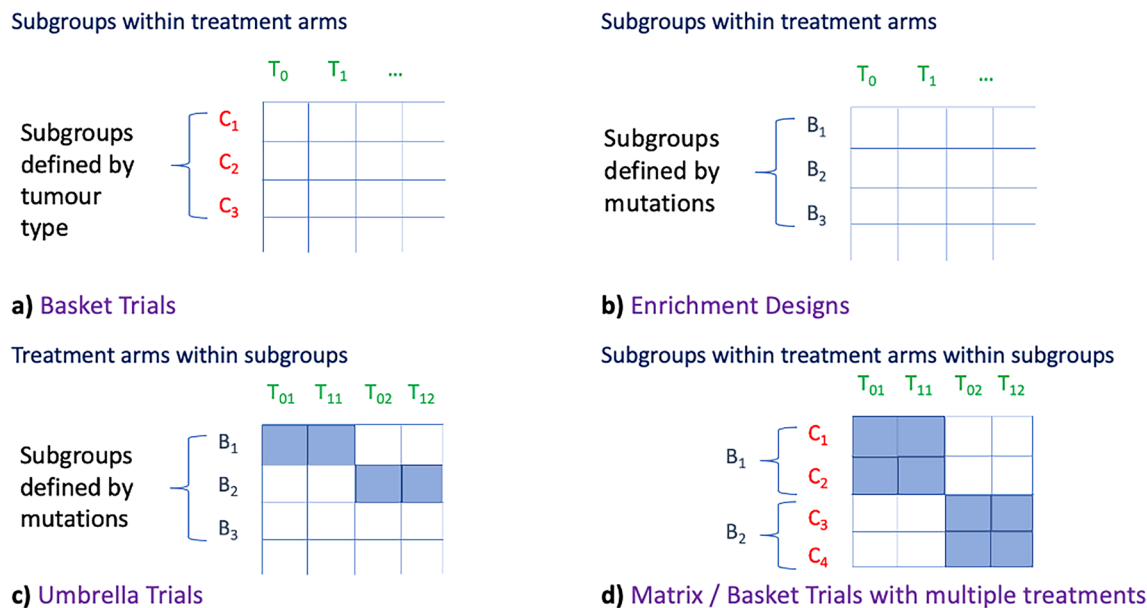 Subgroups within treatment arms
T0 T1 ...
Subgroups
defined by
tumour
type
C1
C2
C3
a) Basket Trials
Subgroups within treatment arms
T0 T1 ...
Subgroups
defined by
mutations
B1
B2
B3
b) Enrichment Designs
Treatment arms within subgroups
T01 T11 T02 T12
Subgroups
defined by
mutations
B1
B2
B3
c) Umbrella Trials
Subgroups within treatment arms within subgroups
T01 T11 T02 T12
B1
C1
C2
B2
C3
C4
d) Matrix / Basket Trials with multiple treatments